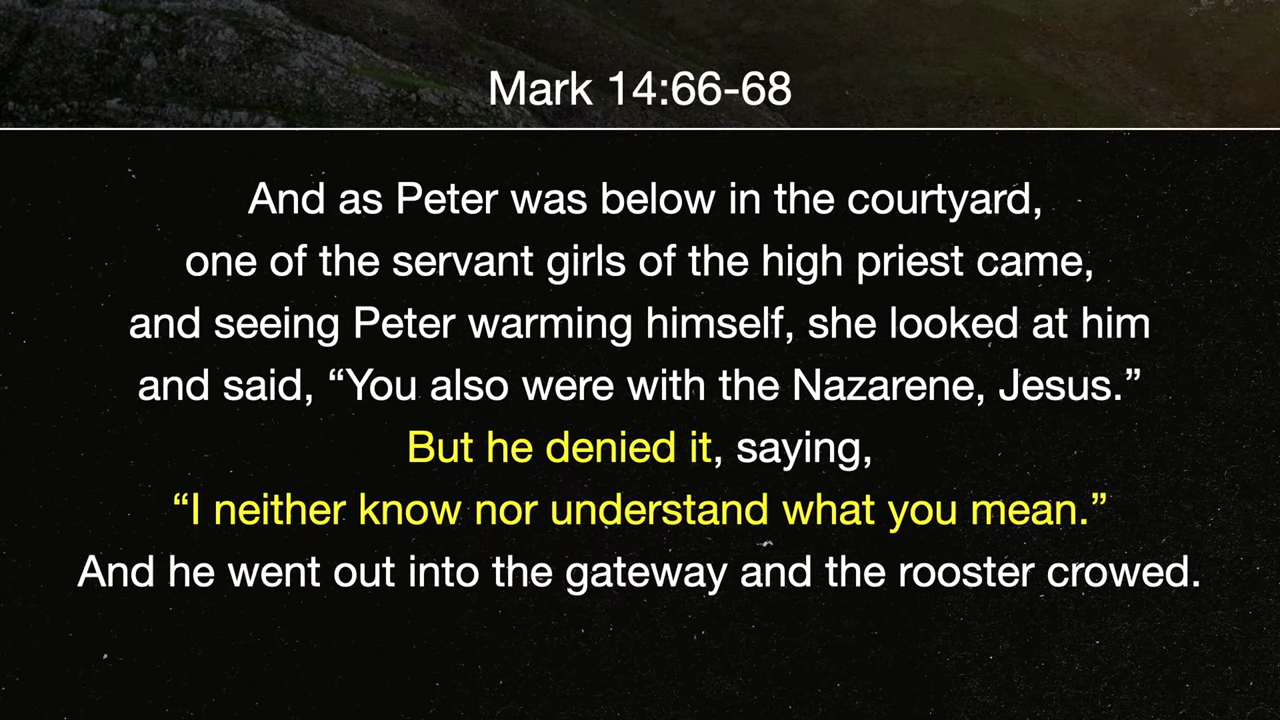 Mark 14:66-68
And as Peter was below in the courtyard,
one of the servant girls of the high priest came,
and seeing Peter warming himself, she looked at him
and said, “You also were with the Nazarene, Jesus.”
But he denied it, saying,
“I neither know nor understand what you mean.”
And he went out into the gateway and the rooster crowed.